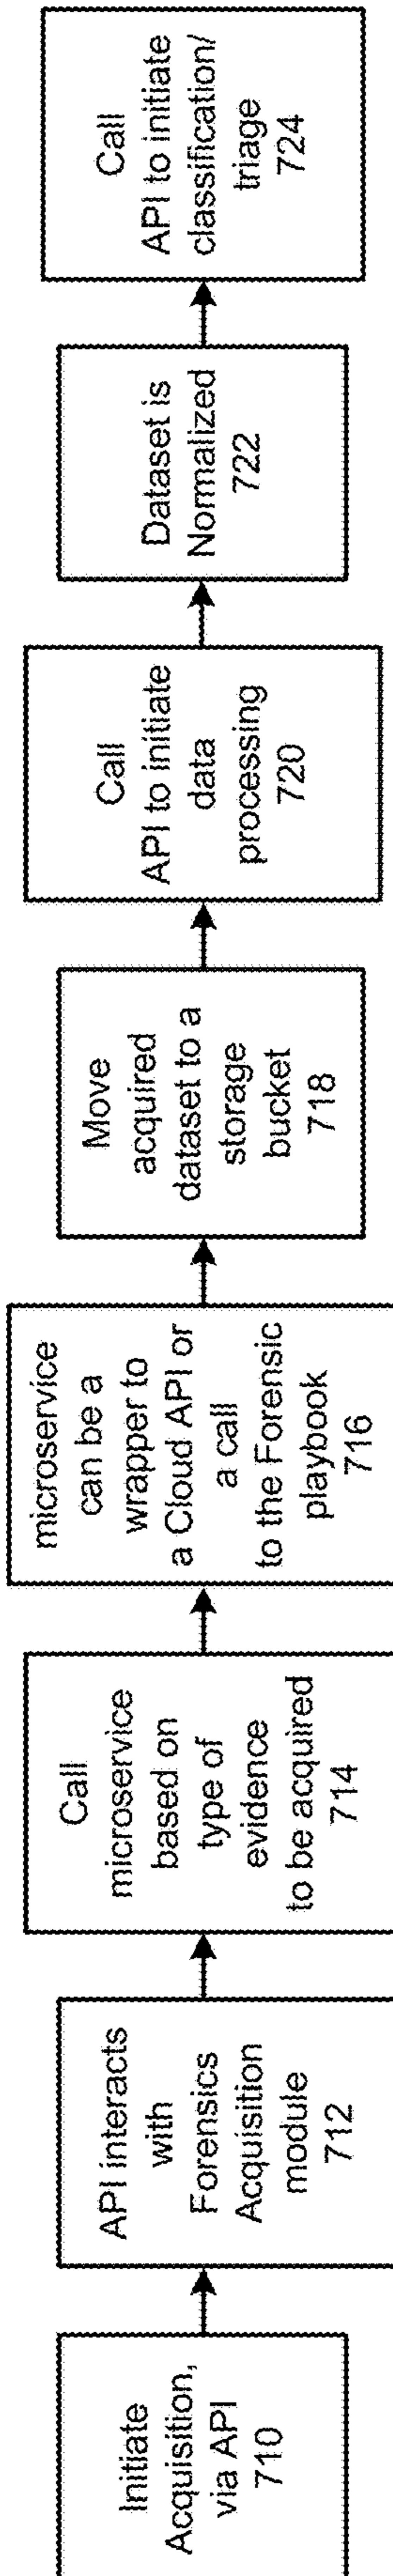 Initiate
Acquisition,
via API
710
API interacts
with
Forensics
Acquisition
module
712
Call
microservice
based on
type of
evidence
to be acquired
714
microservice
can be a
wrapper to
a Cloud API or
a call
to the Forensic
playbook
716
Move
acquired
dataset to a
storage
bucket
718
Call
API to initiate
data
processing
720
Dataset is
Normalized
722
Call
API to initiate
classification/
triage
724